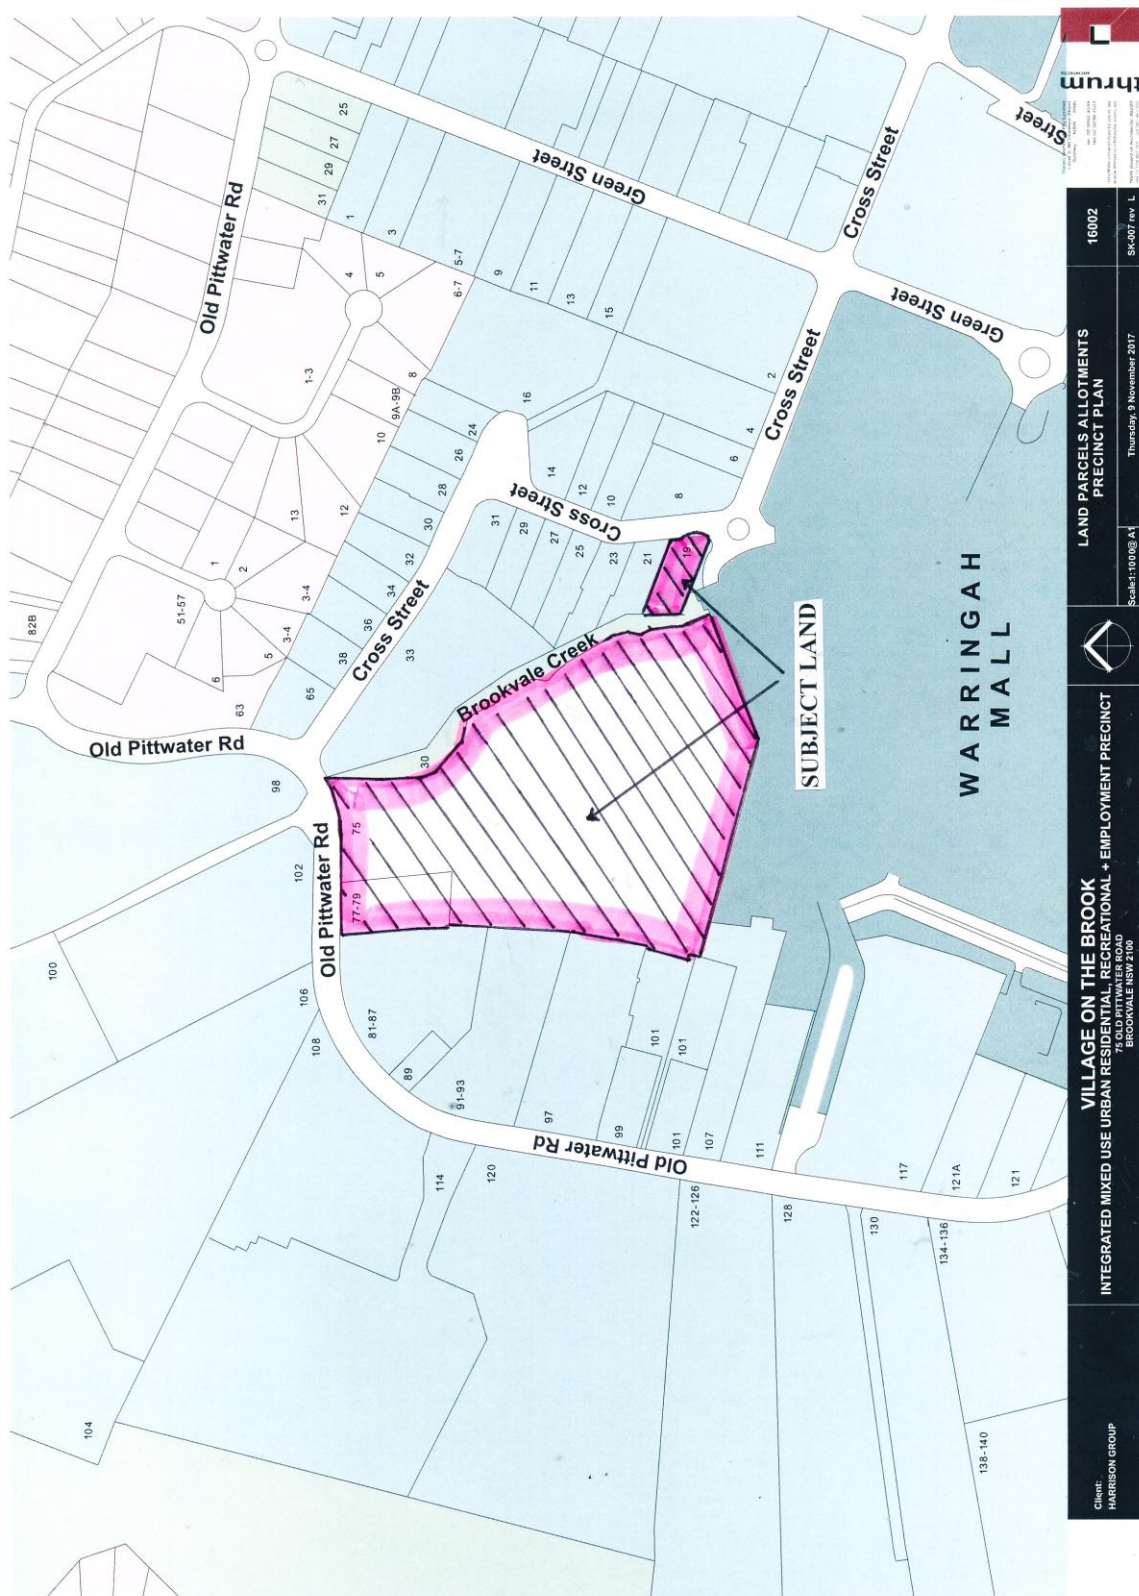 Old Pittwater Rd
Green Street
Cross Street
Street
Green Street
Cross Street
Cross Street
Cross Street
Old Pittwater Rd
Old Pittwater Rd
Old Pittwater Rd
Brookvale Creek
SUBJECT LAND
WARRINGAH
MALL
25
27
29
31
1
3
4
5
5-7
6-7
9
11
13
15
1-3
8
9A-9B
10
16
2
4
6
24
26
28
30
32
34
36
38
33
14
12
10
8
31
29
27
25
23
21
19
13
12
1
2
3-4
3-4
5
6
51-57
82B
63
65
98
30
75
77-79
102
100
106
108
81-87
89
91-93
97
99
101
101
101
107
111
117
121A
121
114
120
122-126
128
130
134-136
138-140
104
Client:
HARRISON GROUP
VILLAGE ON THE BROOK
INTEGRATED MIXED USE URBAN RESIDENTIAL, RECREATIONAL + EMPLOYMENT PRECINCT
75 OLD PITTWATER ROAD
BROOKVALE NSW 2100
LAND PARCELS ALLOTMENTS
PRECINCT PLAN
Scale1:1000@A1
Thursday, 9 November 2017
16002
SK-007 rev L
thrum
ARCHITECTS